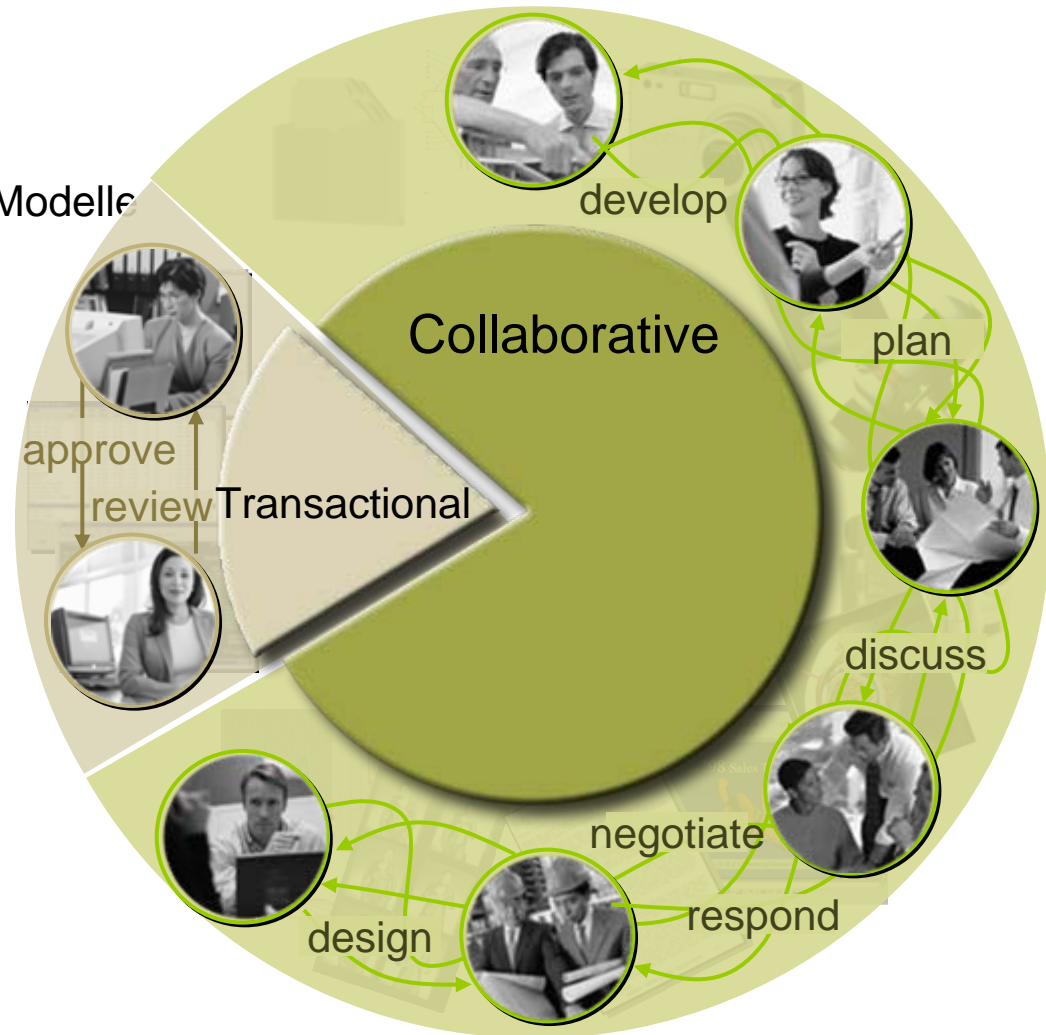 develop
Modelle
Collaborative
plan
approve
review
Transactional
discuss
negotiate
respond
design